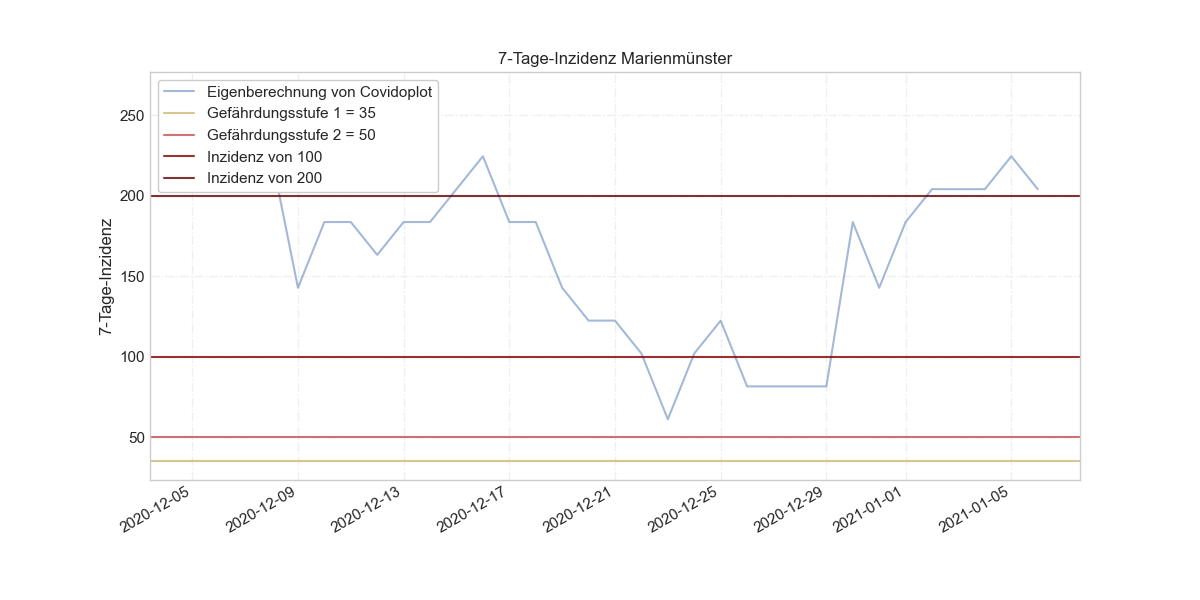 7-Tage-Inzidenz Marienmünster
Eigenberechnung von Covidoplot
Gefährdungsstufe 1 = 35
Gefährdungsstufe 2 = 50
Inzidenz von 100
Inzidenz von 200
7-Tage-Inzidenz
250
200
150
100
50
2020-12-05
2020-12-09
2020-12-13
2020-12-17
2020-12-21
2020-12-25
2020-12-29
2021-01-01
2021-01-05